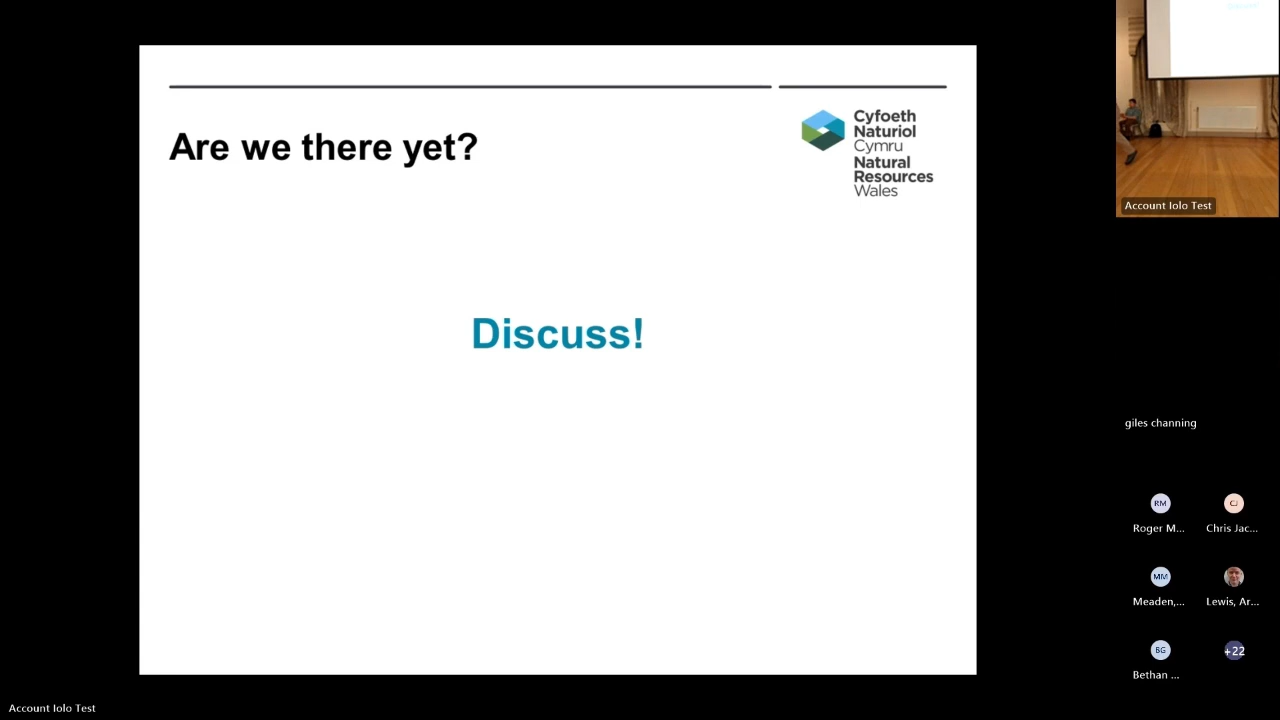 Are we there yet?
Cyfoeth
Naturiol
Cymru
Natural
Resources
Wales
Discuss!
Account Iolo Test
giles channing
RM
CJ
Roger M...
Chris Jac...
MM
Meaden,...
Lewis, Ar...
BG
+22
Bethan ...
Account Iolo Test